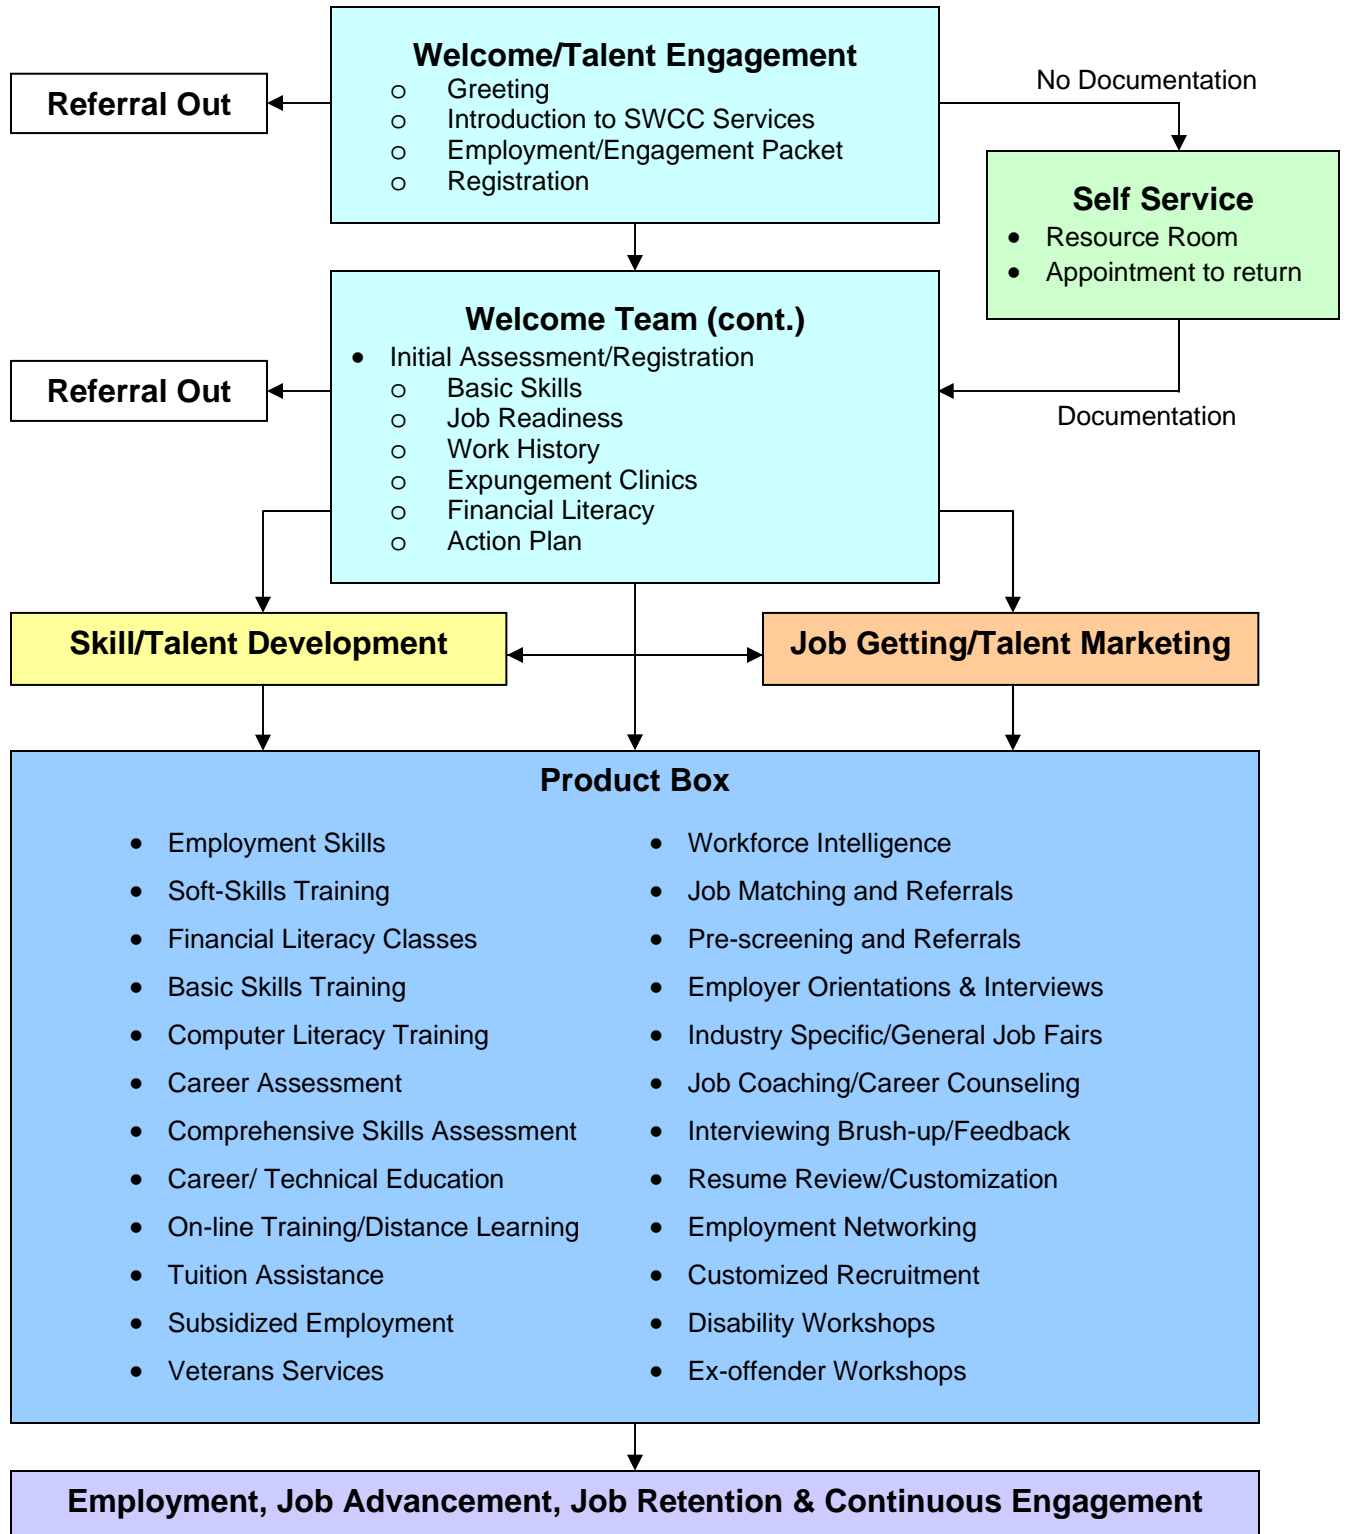 Welcome/Talent Engagement
o Greeting
o Introduction to SWCC Services
o Employment/Engagement Packet
o Registration
Referral Out
No Documentation
Self Service
• Resource Room
• Appointment to return
Welcome Team (cont.)
• Initial Assessment/Registration
o Basic Skills
o Job Readiness
o Work History
o Expungement Clinics
o Financial Literacy
o Action Plan
Referral Out
Documentation
Skill/Talent Development
Job Getting/Talent Marketing
Product Box
• Employment Skills
• Soft-Skills Training
• Financial Literacy Classes
• Basic Skills Training
• Computer Literacy Training
• Career Assessment
• Comprehensive Skills Assessment
• Career/ Technical Education
• On-line Training/Distance Learning
• Tuition Assistance
• Subsidized Employment
• Veterans Services
• Workforce Intelligence
• Job Matching and Referrals
• Pre-screening and Referrals
• Employer Orientations & Interviews
• Industry Specific/General Job Fairs
• Job Coaching/Career Counseling
• Interviewing Brush-up/Feedback
• Resume Review/Customization
• Employment Networking
• Customized Recruitment
• Disability Workshops
• Ex-offender Workshops
Employment, Job Advancement, Job Retention & Continuous Engagement